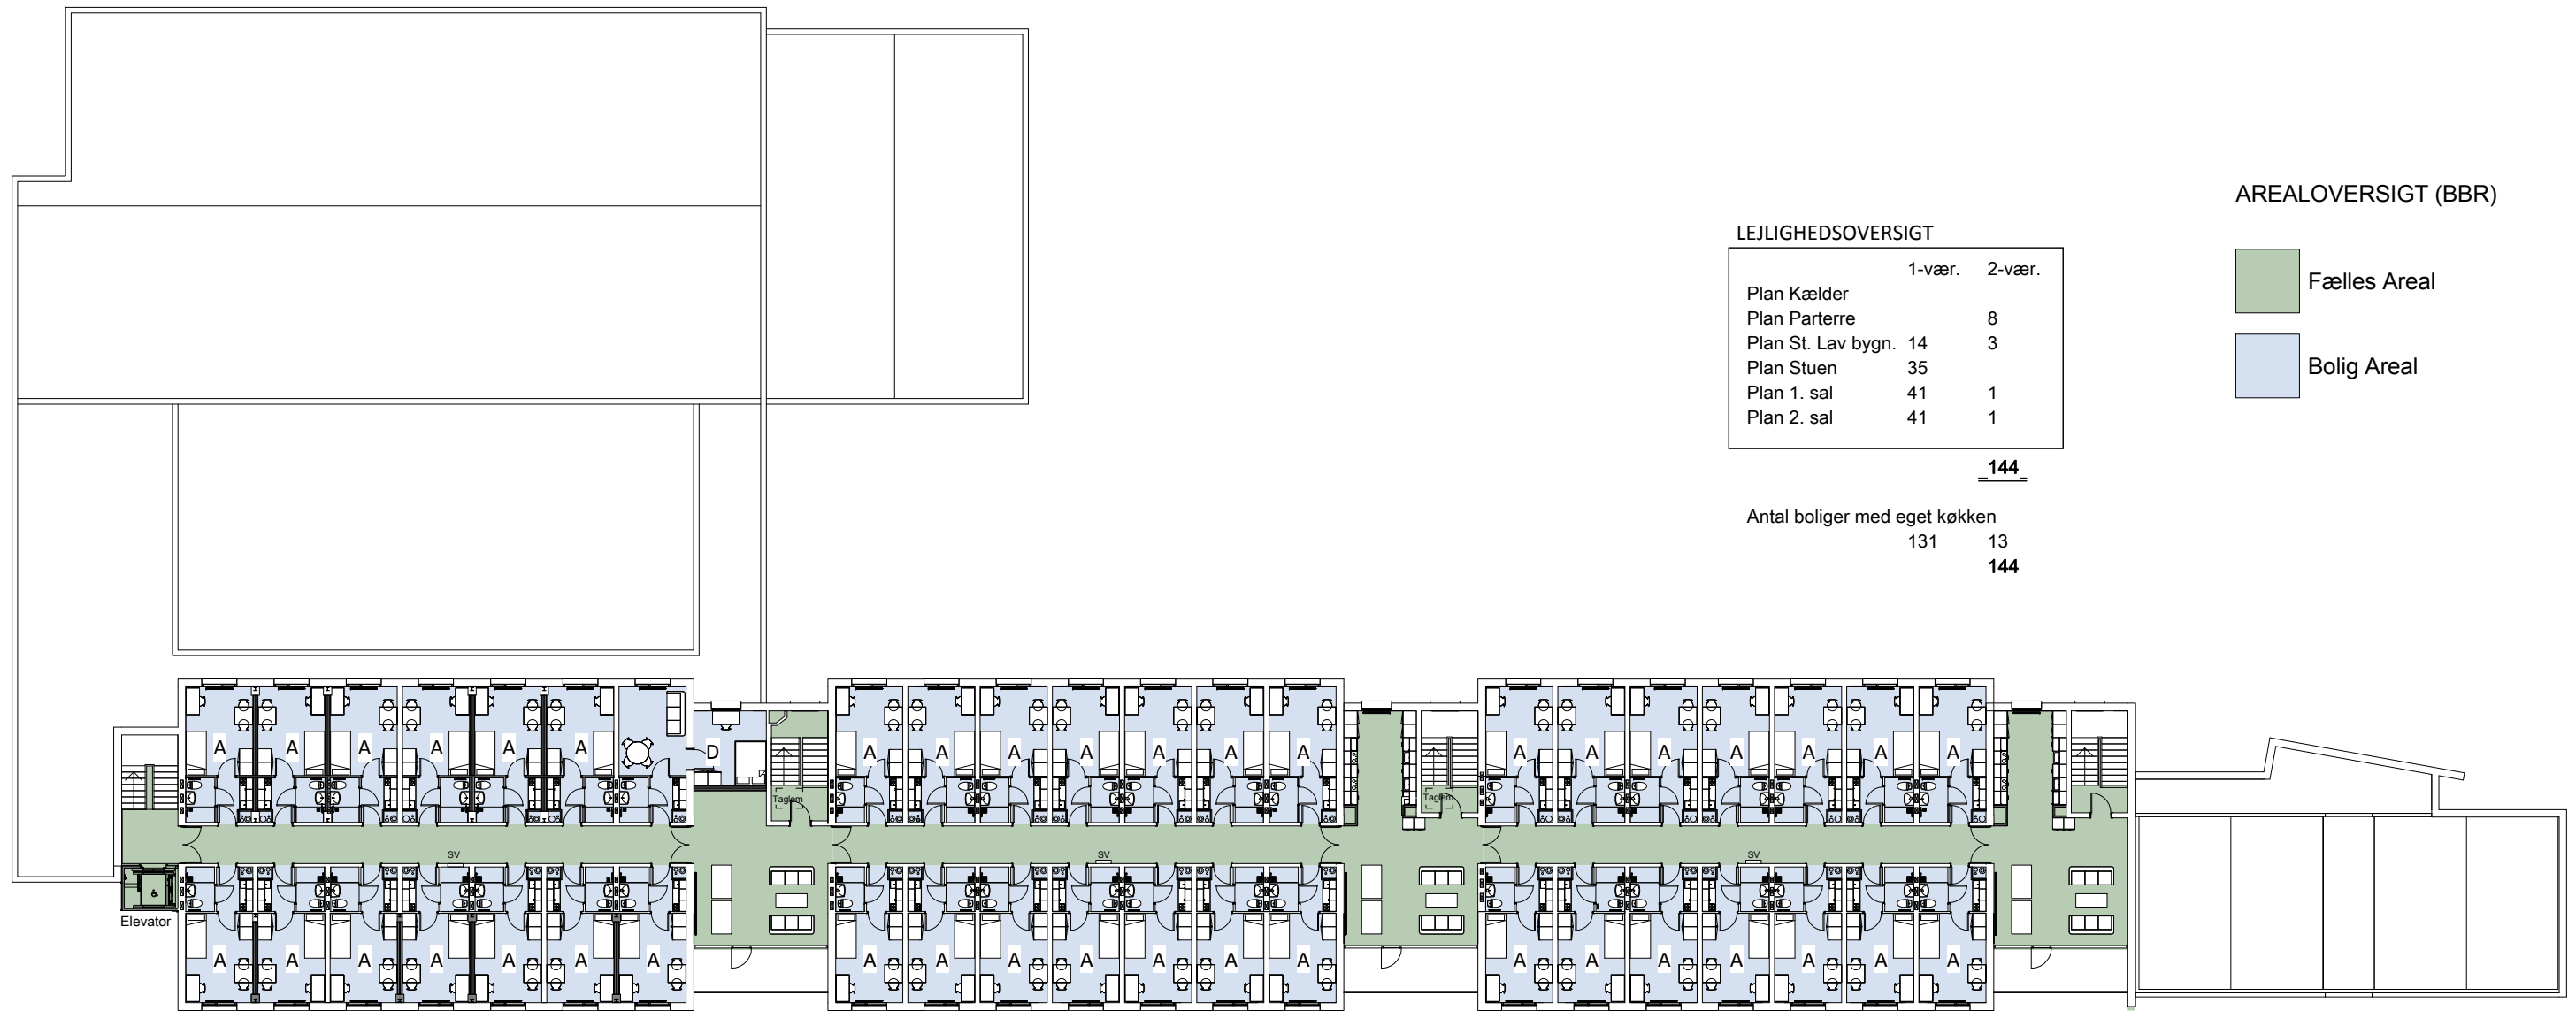 AREALOVERSIGT (BBR)
Fælles Areal
Bolig Areal
LEJLIGHEDSOVERSIGT
1-vær. 2-vær.
Plan Kælder
Plan Parterre 8
Plan St. Lav bygn. 14 3
Plan Stuen 35
Plan 1. sal 41 1
Plan 2. sal 41 1
144
Antal boliger med eget køkken
131 13
144
A A A A A A D A A A A A A A A A A A A A A
Taglem Taglem
SV SV SV
Elevator
A A A A A A A A A A A A A A A A A A A A A